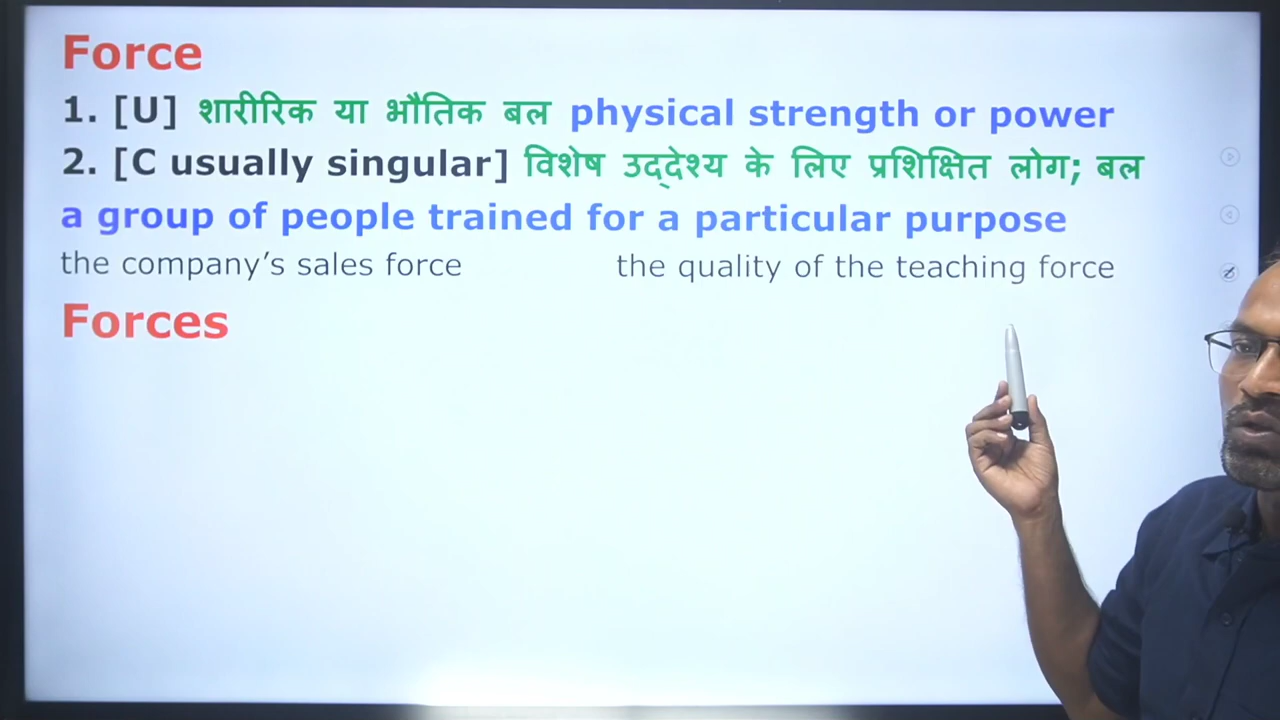 Force
1. [U] शारीरिक या भौतिक बल physical strength or power
2. [C usually singular] विशेष उद्देश्य के लिए प्रशिक्षित लोग; बल
a group of people trained for a particular purpose
the company’s sales force the quality of the teaching force
Forces